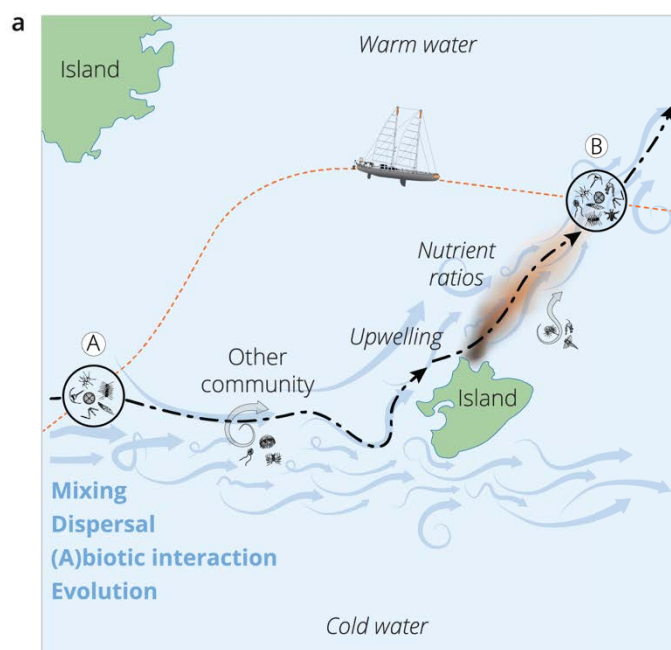 a
Island
Warm water
B
Nutrient
ratios
Upwelling
A
Other
community
Island
Mixing
Dispersal
(A)biotic interaction
Evolution
Cold water